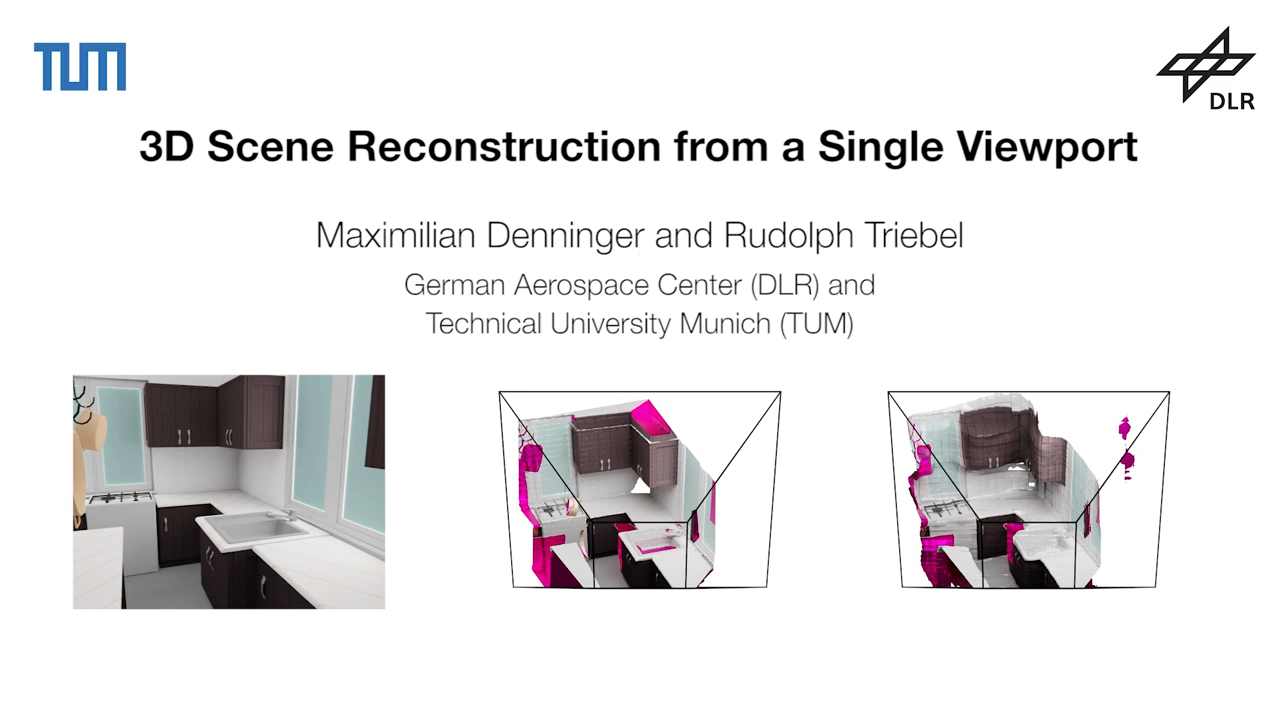 TUM
DLR
3D Scene Reconstruction from a Single Viewport
Maximilian Denninger and Rudolph Triebel
German Aerospace Center (DLR) and
Technical University Munich (TUM)